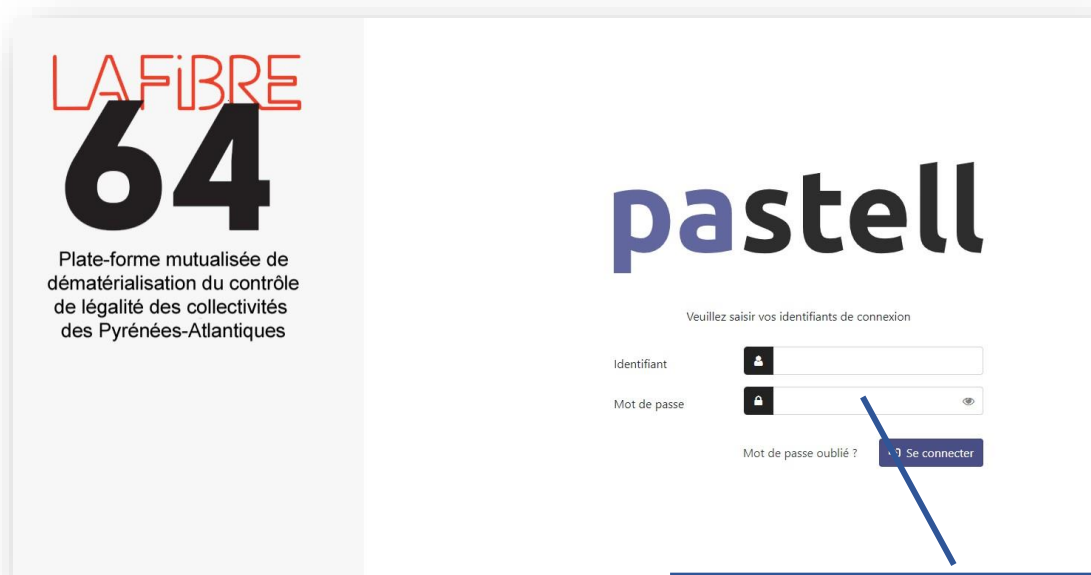 LAFiBRE
64
Plate-forme mutualisée de
dématérialisation du contrôle
de légalité des collectivités
des Pyrénées-Atlantiques
pastell
Veuillez saisir vos identifiants de connexion
Identifiant
Mot de passe
Mot de passe oublié ? Se connecter